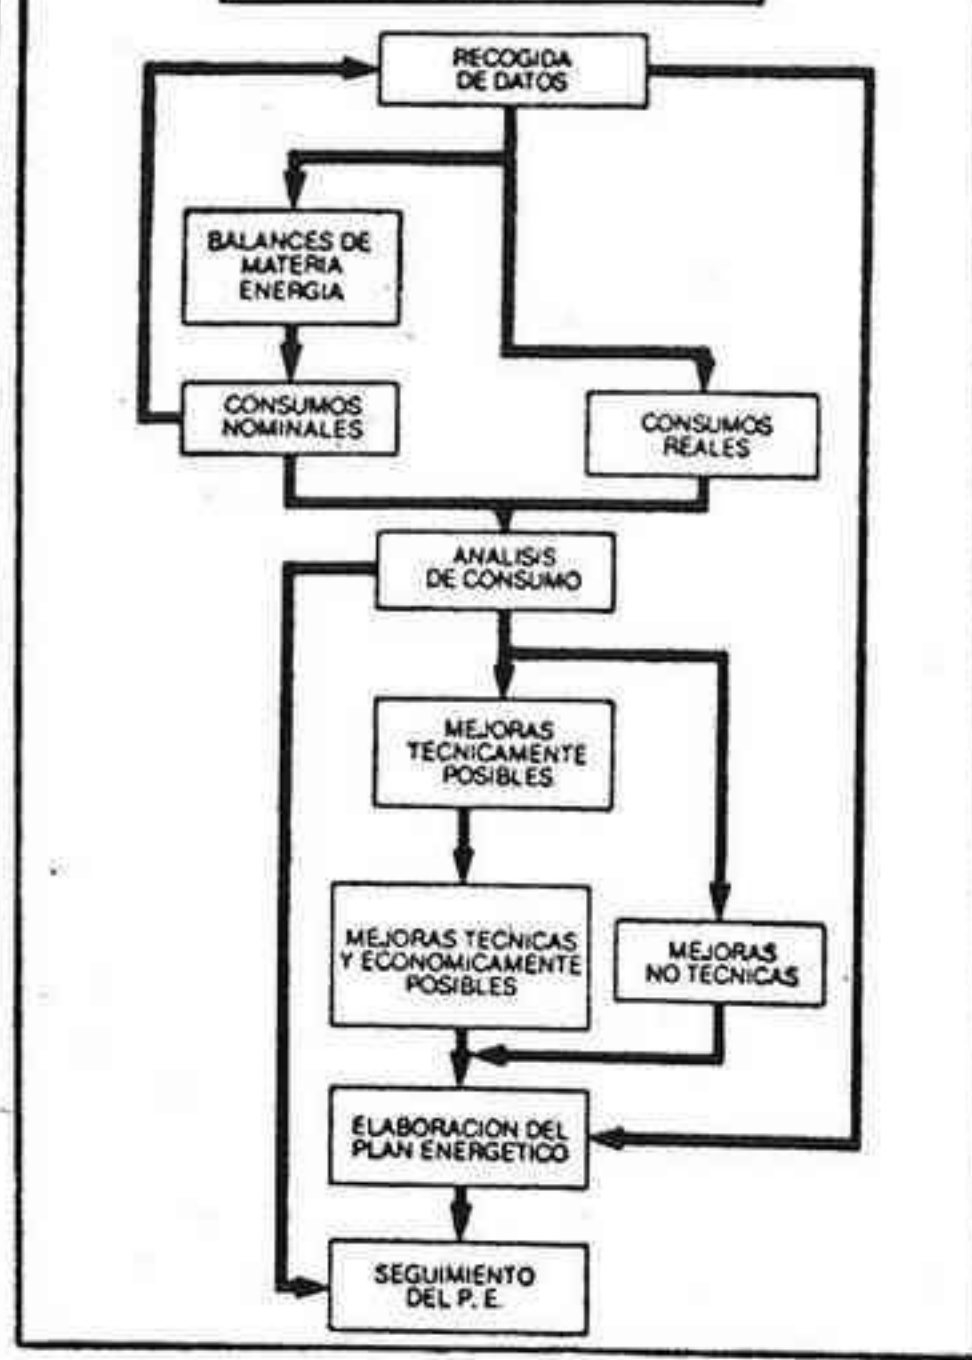 RECOGIDA
DE DATOS
BALANCES DE
MATERIA
ENERGIA
CONSUMOS
NOMINALES
CONSUMOS
REALES
ANALISIS
DE CONSUMO
MEJORAS
TECNICAMENTE
POSIBLES
MEJORAS TECNICAS
Y ECONOMICAMENTE
POSIBLES
MEJORAS
NO TECNICAS
ELABORACION DEL
PLAN ENERGETICO
SEGUIMIENTO
DEL P. E.